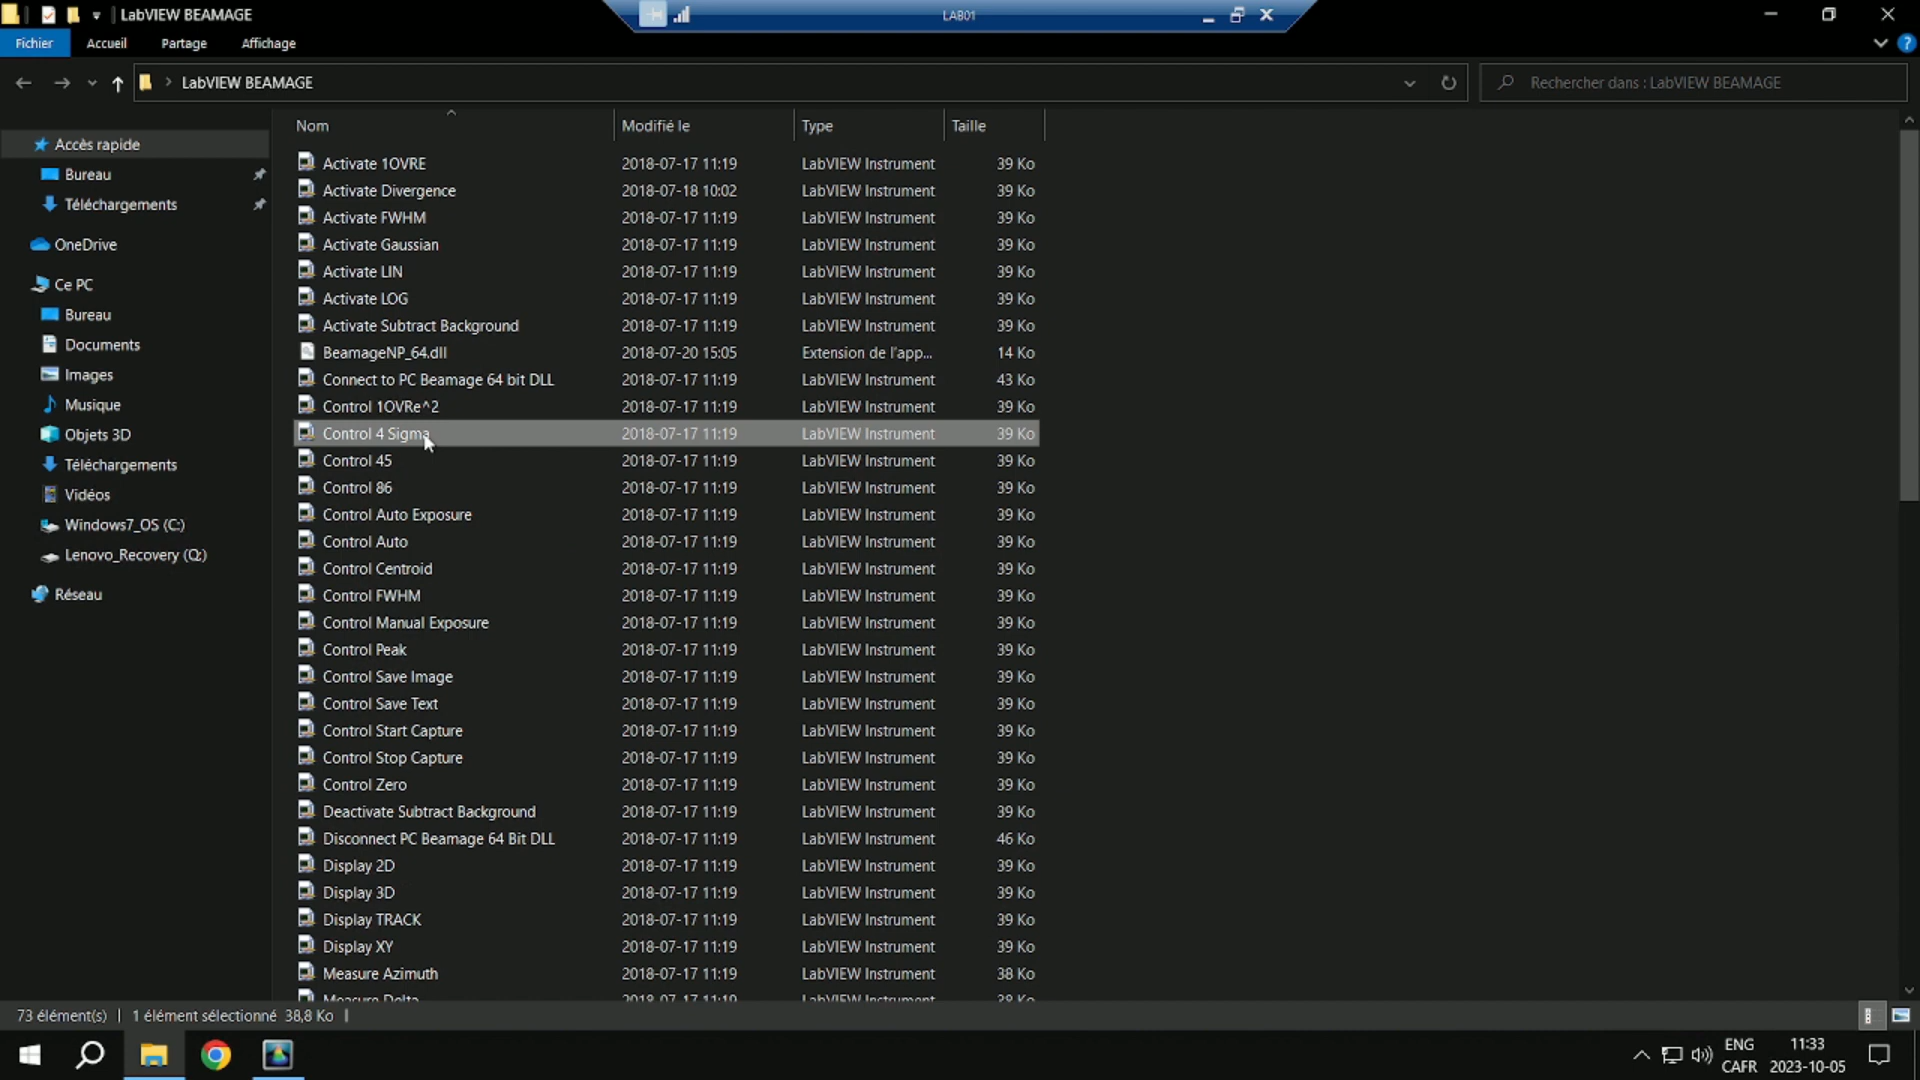 LabVIEW BEAMAGE
LAB01
Fichier Accueil Partage Affichage
LabVIEW BEAMAGE
Rechercher dans : LabVIEW BEAMAGE
Accès rapide
Bureau
Téléchargements
OneDrive
Ce PC
Bureau
Documents
Images
Musique
Objets 3D
Téléchargements
Vidéos
Windows7_OS (C:)
Lenovo_Recovery (Q:)
Réseau
Nom Modifié le Type Taille
Activate 1OVRE 2018-07-17 11:19 LabVIEW Instrument 39 Ko
Activate Divergence 2018-07-18 10:02 LabVIEW Instrument 39 Ko
Activate FWHM 2018-07-17 11:19 LabVIEW Instrument 39 Ko
Activate Gaussian 2018-07-17 11:19 LabVIEW Instrument 39 Ko
Activate LIN 2018-07-17 11:19 LabVIEW Instrument 39 Ko
Activate LOG 2018-07-17 11:19 LabVIEW Instrument 39 Ko
Activate Subtract Background 2018-07-17 11:19 LabVIEW Instrument 39 Ko
BeamageNP_64.dll 2018-07-20 15:05 Extension de l'app... 14 Ko
Connect to PC Beamage 64 bit DLL 2018-07-17 11:19 LabVIEW Instrument 43 Ko
Control 1OVRe^2 2018-07-17 11:19 LabVIEW Instrument 39 Ko
Control 4 Sigma 2018-07-17 11:19 LabVIEW Instrument 39 Ko
Control 45 2018-07-17 11:19 LabVIEW Instrument 39 Ko
Control 86 2018-07-17 11:19 LabVIEW Instrument 39 Ko
Control Auto Exposure 2018-07-17 11:19 LabVIEW Instrument 39 Ko
Control Auto 2018-07-17 11:19 LabVIEW Instrument 39 Ko
Control Centroid 2018-07-17 11:19 LabVIEW Instrument 39 Ko
Control FWHM 2018-07-17 11:19 LabVIEW Instrument 39 Ko
Control Manual Exposure 2018-07-17 11:19 LabVIEW Instrument 39 Ko
Control Peak 2018-07-17 11:19 LabVIEW Instrument 39 Ko
Control Save Image 2018-07-17 11:19 LabVIEW Instrument 39 Ko
Control Save Text 2018-07-17 11:19 LabVIEW Instrument 39 Ko
Control Start Capture 2018-07-17 11:19 LabVIEW Instrument 39 Ko
Control Stop Capture 2018-07-17 11:19 LabVIEW Instrument 39 Ko
Control Zero 2018-07-17 11:19 LabVIEW Instrument 39 Ko
Deactivate Subtract Background 2018-07-17 11:19 LabVIEW Instrument 39 Ko
Disconnect PC Beamage 64 Bit DLL 2018-07-17 11:19 LabVIEW Instrument 46 Ko
Display 2D 2018-07-17 11:19 LabVIEW Instrument 39 Ko
Display 3D 2018-07-17 11:19 LabVIEW Instrument 39 Ko
Display TRACK 2018-07-17 11:19 LabVIEW Instrument 39 Ko
Display XY 2018-07-17 11:19 LabVIEW Instrument 39 Ko
Measure Azimuth 2018-07-17 11:19 LabVIEW Instrument 38 Ko
Measure Delta 2018-07-17 11:19 LabVIEW Instrument 38 Ko
73 élément(s) 1 élément sélectionné 38,8 Ko
ENG 11:33
CAFR 2023-10-05